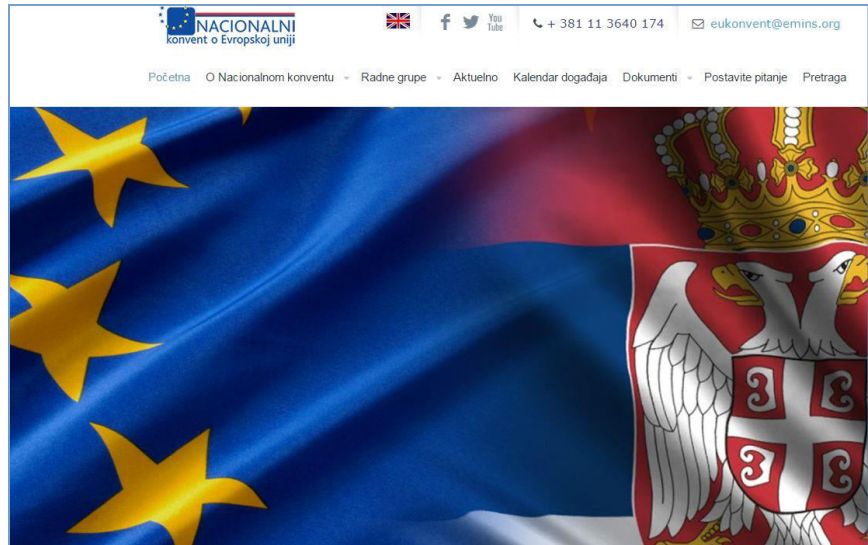 NACIONALNI
konvent o Evropskoj uniji
You
Tube
+ 381 11 3640 174
eukonvent@emins.org
Početna O Nacionalnom konventu Radne grupe Aktuelno Kalendar događaja Dokumenti Postavite pitanje Pretraga